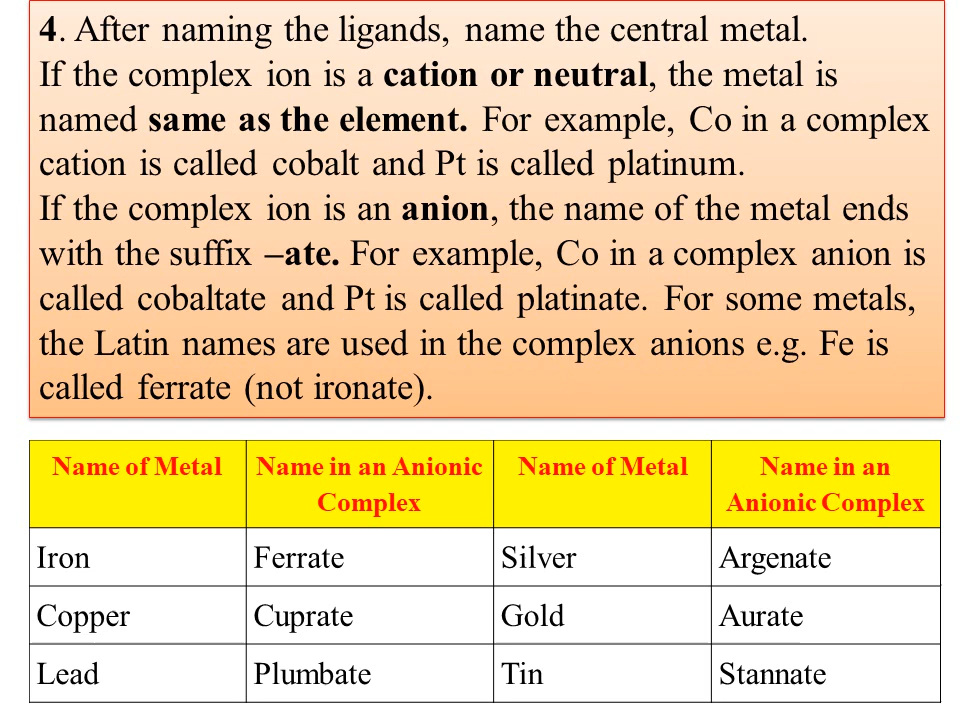 4. After naming the ligands, name the central metal.
If the complex ion is a cation or neutral, the metal is
named same as the element. For example, Co in a complex
cation is called cobalt and Pt is called platinum.
If the complex ion is an anion, the name of the metal ends
with the suffix –ate. For example, Co in a complex anion is
called cobaltate and Pt is called platinate. For some metals,
the Latin names are used in the complex anions e.g. Fe is
called ferrate (not ironate).
Name of Metal Name in an Anionic Complex Name of Metal Name in an Anionic Complex
Iron Ferrate Silver Argenate
Copper Cuprate Gold Aurate
Lead Plumbate Tin Stannate